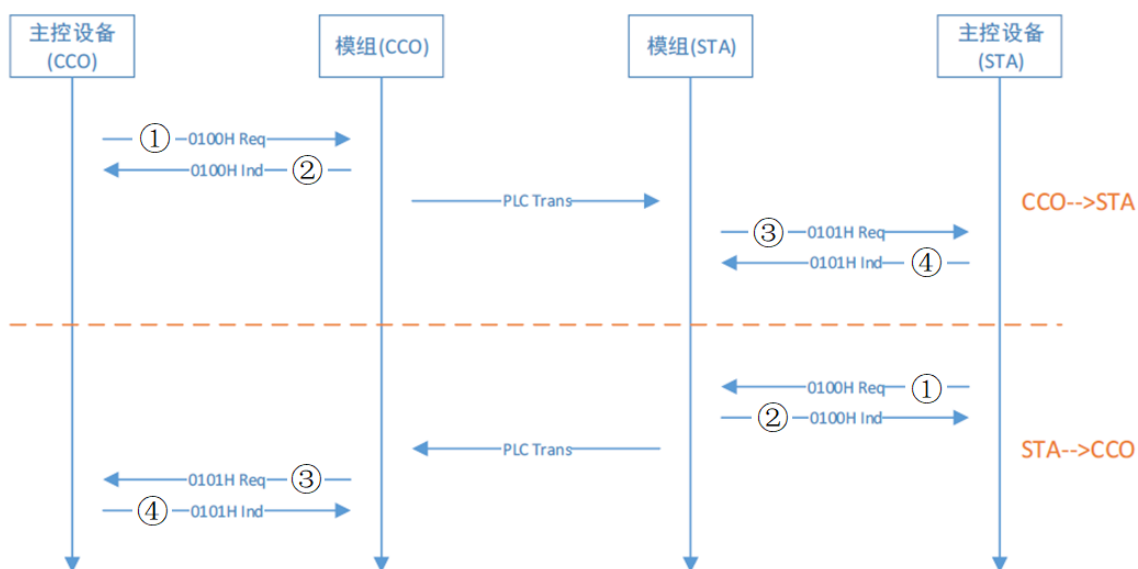 主控设备
(CCO)
模组(CCO)
模组(STA)
主控设备
(STA)
① 0100H Req
0100H Ind ②
PLC Trans
CCO-->STA
③ 0101H Req
0101H Ind ④
0100H Req ①
② 0100H Ind
PLC Trans
STA-->CCO
0101H Req ③
④ 0101H Ind